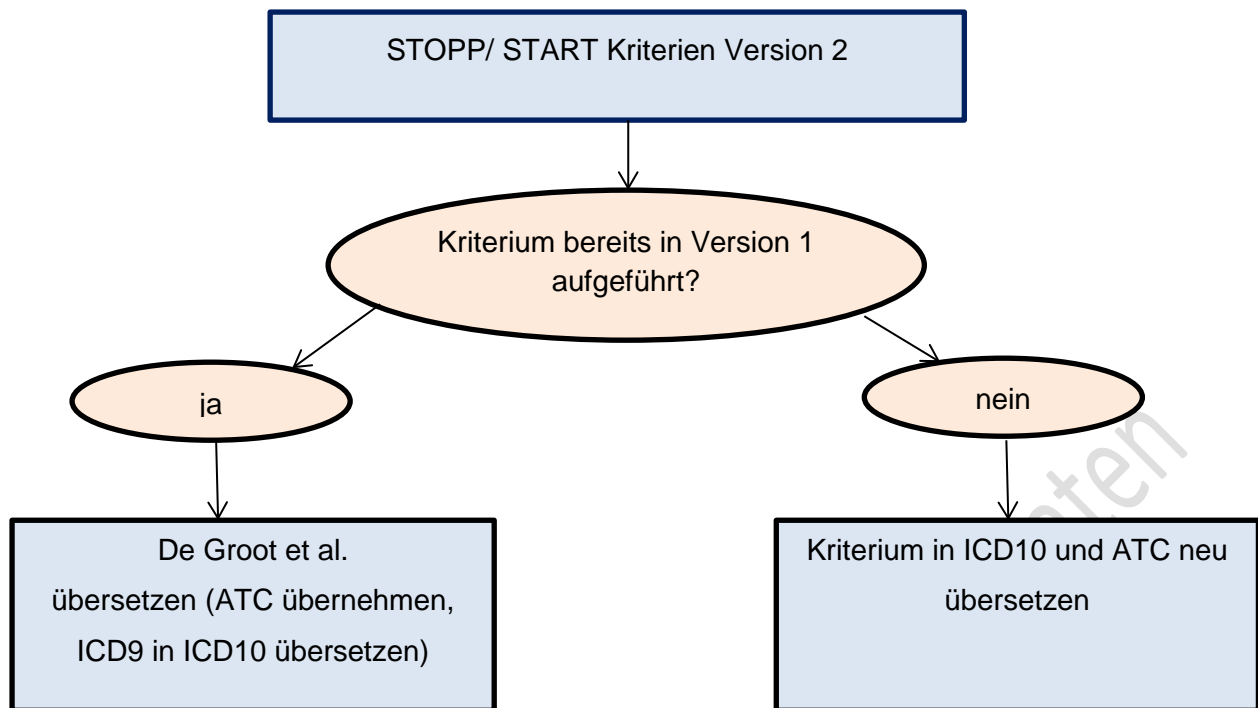 STOPP/ START Kriterien Version 2
Kriterium bereits in Version 1
aufgeführt?
ja
nein
De Groot et al.
übersetzen (ATC übernehmen,
ICD9 in ICD10 übersetzen)
Kriterium in ICD10 und ATC neu
übersetzen